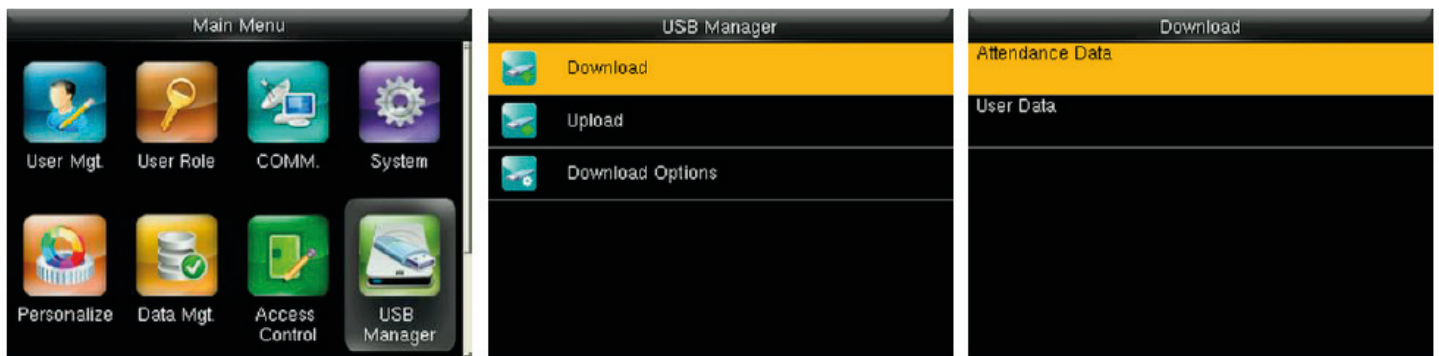 Main Menu
User Mgt.
User Role
COMM.
System
Personalize
Data Mgt.
Access
Control
USB
Manager
USB Manager
Download
Upload
Download Options
Download
Attendance Data
User Data